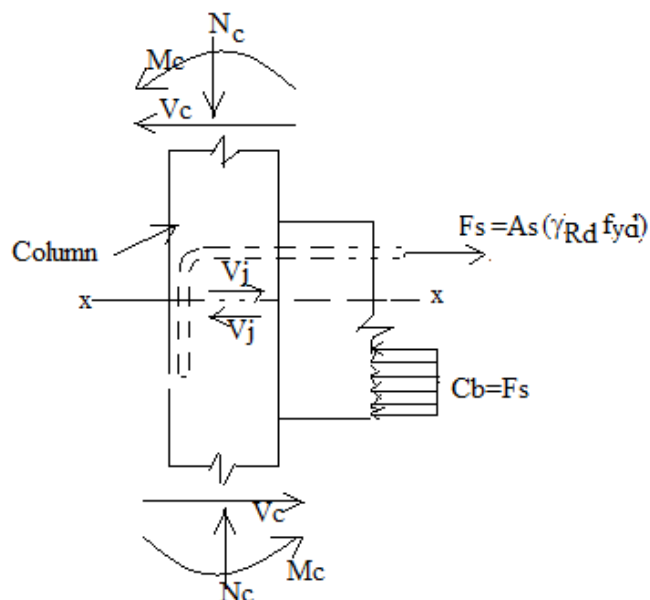 Nc
Mc
Vc
Fs =As (γRd fyd)
Column
Vj
x
x
Vj
Cb=Fs
Vc
Mc
Nc